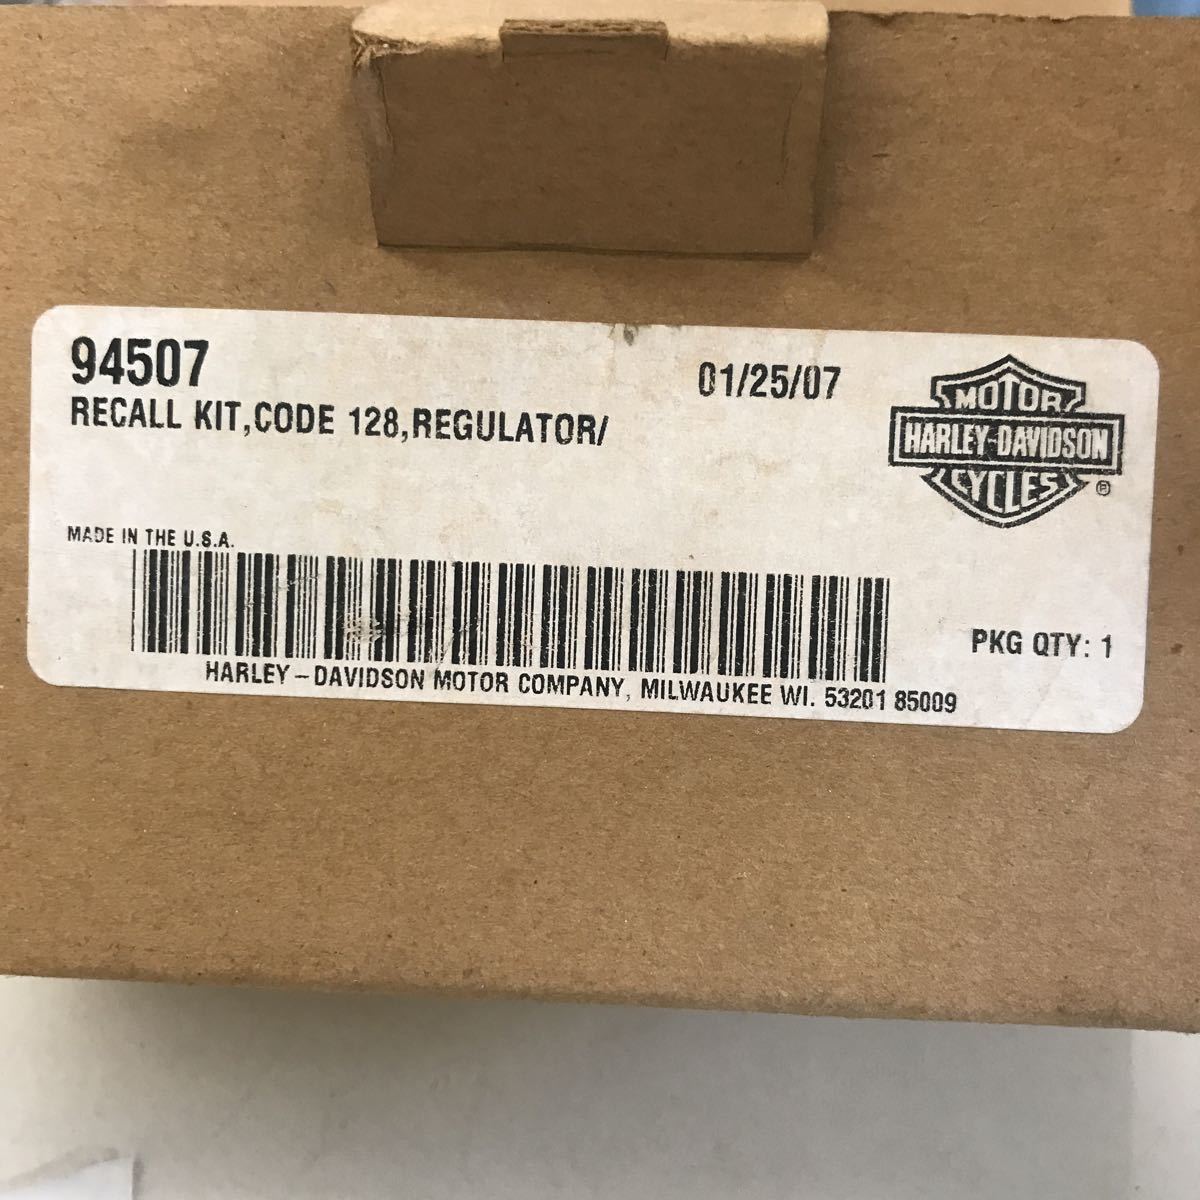 94507
01/25/07
RECALL KIT,CODE 128,REGULATOR/
MOTOR
HARLEY-DAVIDSON
CYCLES
®
MADE IN THE U.S.A.
PKG QTY: 1
HARLEY-DAVIDSON MOTOR COMPANY, MILWAUKEE WI. 53201 85009